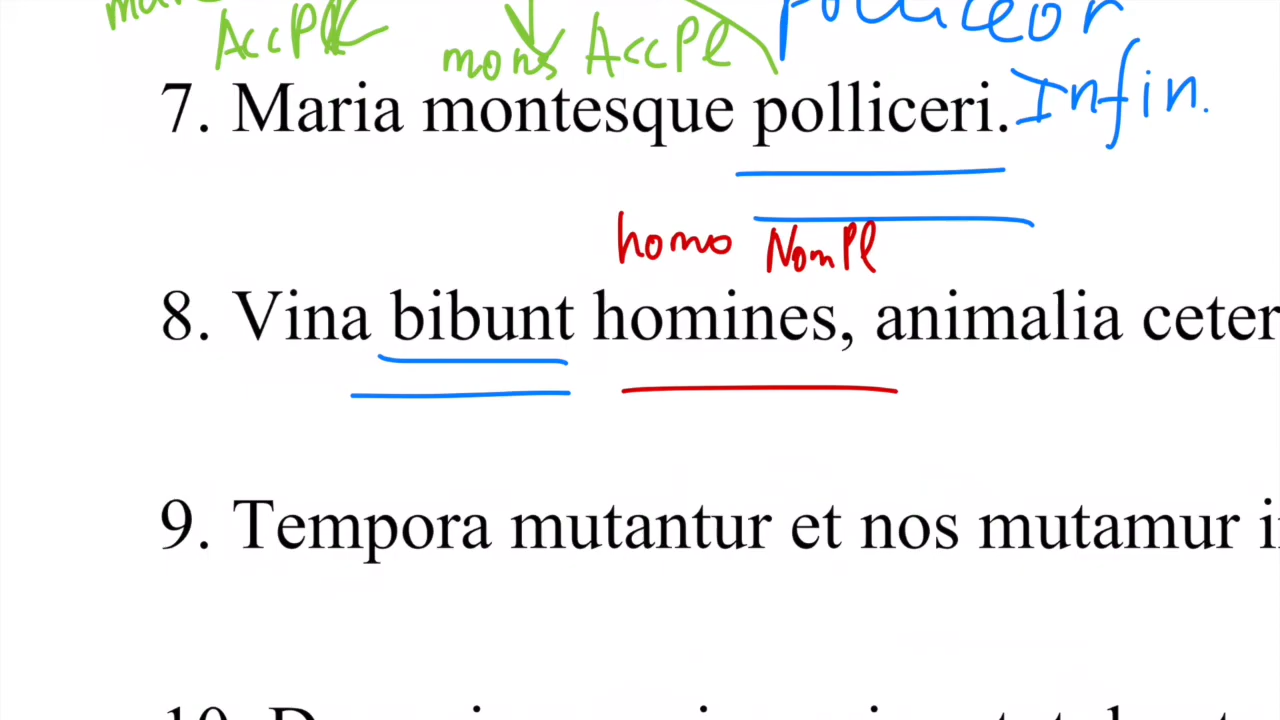 AccPl
mons AccPl
polliceor
7. Maria montesque polliceri. Infin.
homo NomPl
8. Vina bibunt homines, animalia ceter
9. Tempora mutantur et nos mutamur i